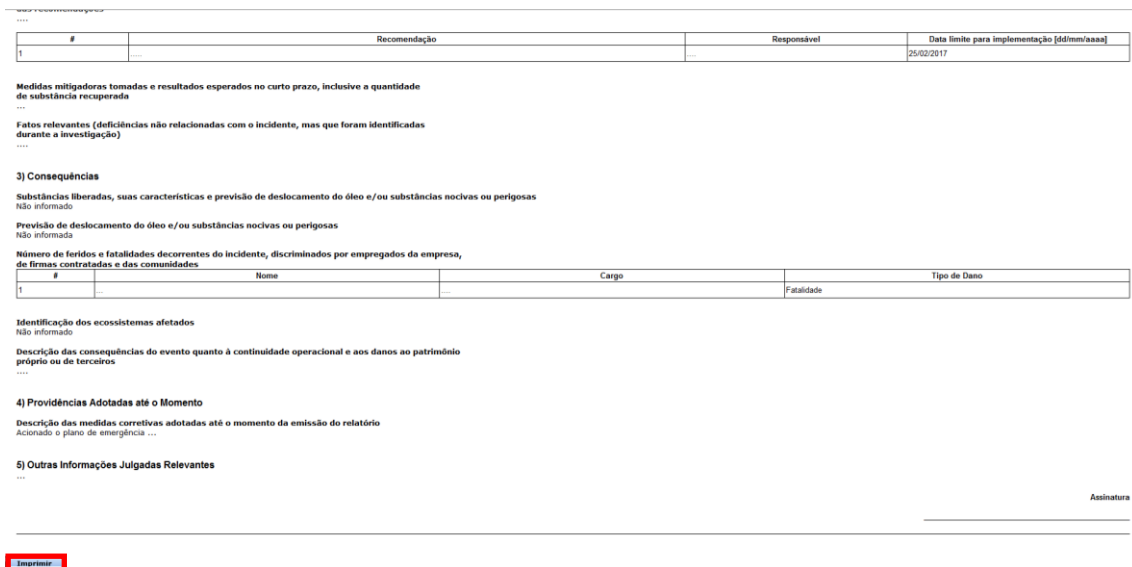 das recomendações
....
# Recomendação Responsável Data limite para implementação [dd/mm/aaaa]
1 ..... .... 25/02/2017
Medidas mitigadoras tomadas e resultados esperados no curto prazo, inclusive a quantidade
de substância recuperada
...
Fatos relevantes (deficiências não relacionadas com o incidente, mas que foram identificadas
durante a investigação)
....
3) Consequências
Substâncias liberadas, suas características e previsão de deslocamento do óleo e/ou substâncias nocivas ou perigosas
Não informado
Previsão de deslocamento do óleo e/ou substâncias nocivas ou perigosas
Não informada
Número de feridos e fatalidades decorrentes do incidente, discriminados por empregados da empresa,
de firmas contratadas e das comunidades
# Nome Cargo Tipo de Dano
1 ... .... Fatalidade
Identificação dos ecossistemas afetados
Não informado
Descrição das consequências do evento quanto à continuidade operacional e aos danos ao patrimônio
próprio ou de terceiros
....
4) Providências Adotadas até o Momento
Descrição das medidas corretivas adotadas até o momento da emissão do relatório
Acionado o plano de emergência ...
5) Outras Informações Julgadas Relevantes
...
Assinatura
Imprimir